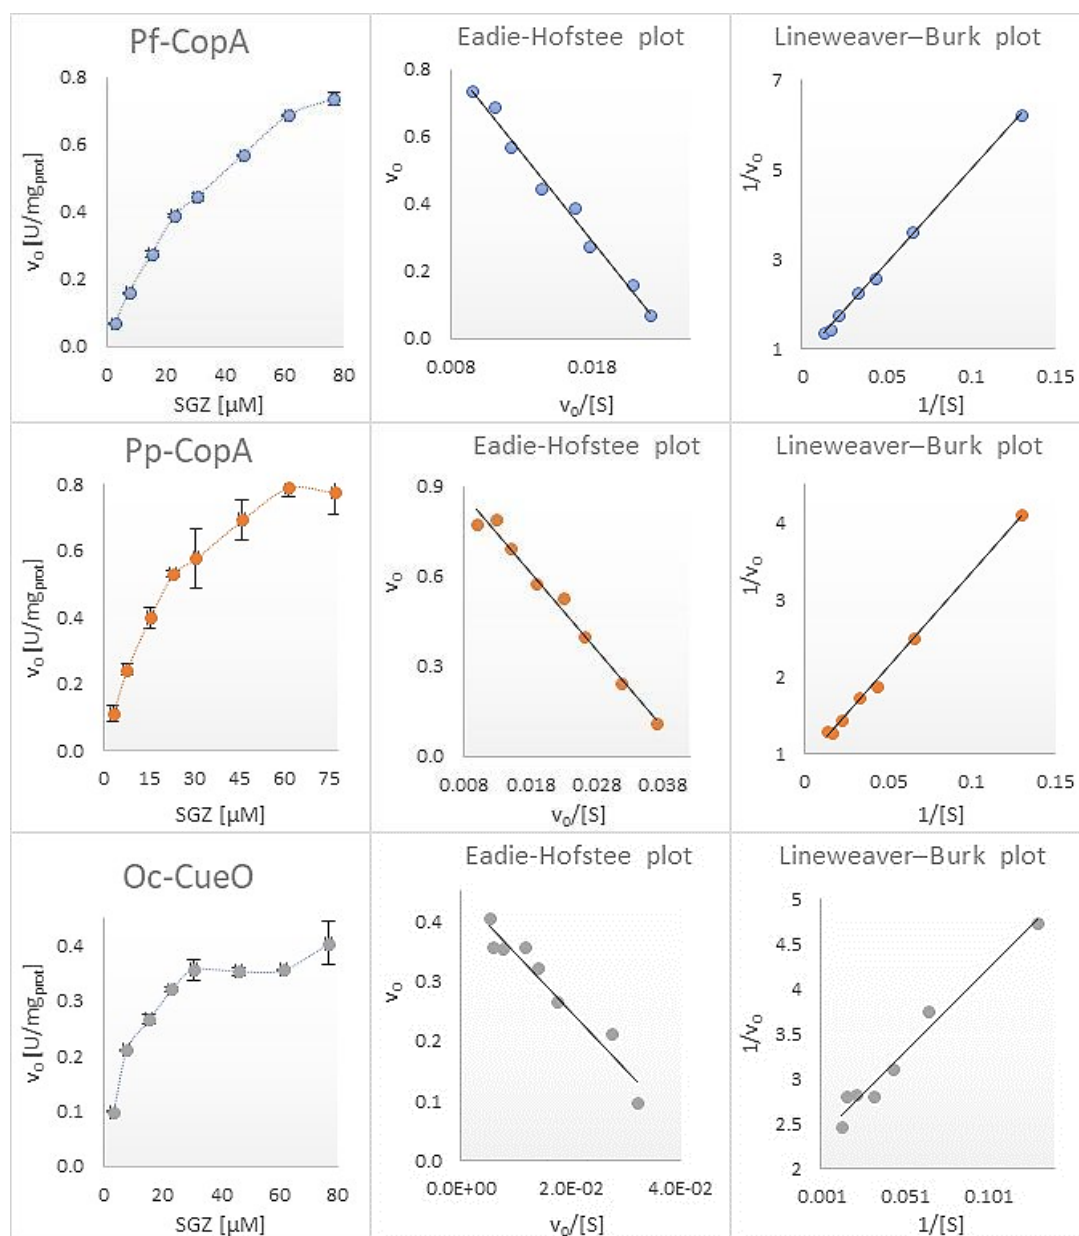 Pf-CopA
v₀ [U/mgprot]
0.8
0.6
0.4
0.2
0.0
0 20 40 60 80
SGZ [µM]
Eadie-Hofstee plot
v₀
0.8
0.6
0.4
0.2
0.0
0.008 0.018
v₀/[S]
Lineweaver–Burk plot
1/v₀
7
5
3
1
0 0.05 0.1 0.15
1/[S]
Pp-CopA
v₀ [U/mgprot]
0.8
0.6
0.4
0.2
0.0
0 15 30 45 60 75
SGZ [µM]
Eadie-Hofstee plot
v₀
0.9
0.6
0.3
0.0
0.008 0.018 0.028 0.038
v₀/[S]
Lineweaver–Burk plot
1/v₀
4
3
2
1
0 0.05 0.1 0.15
1/[S]
Oc-CueO
v₀ [U/mgprot]
0.4
0.3
0.2
0.1
0.0
0 20 40 60 80
SGZ [µM]
Eadie-Hofstee plot
v₀
0.4
0.3
0.2
0.1
0.0
0.0E+00 2.0E-02 4.0E-02
v₀/[S]
Lineweaver–Burk plot
1/v₀
5
4.5
4
3.5
3
2.5
2
0.001 0.051 0.101
1/[S]